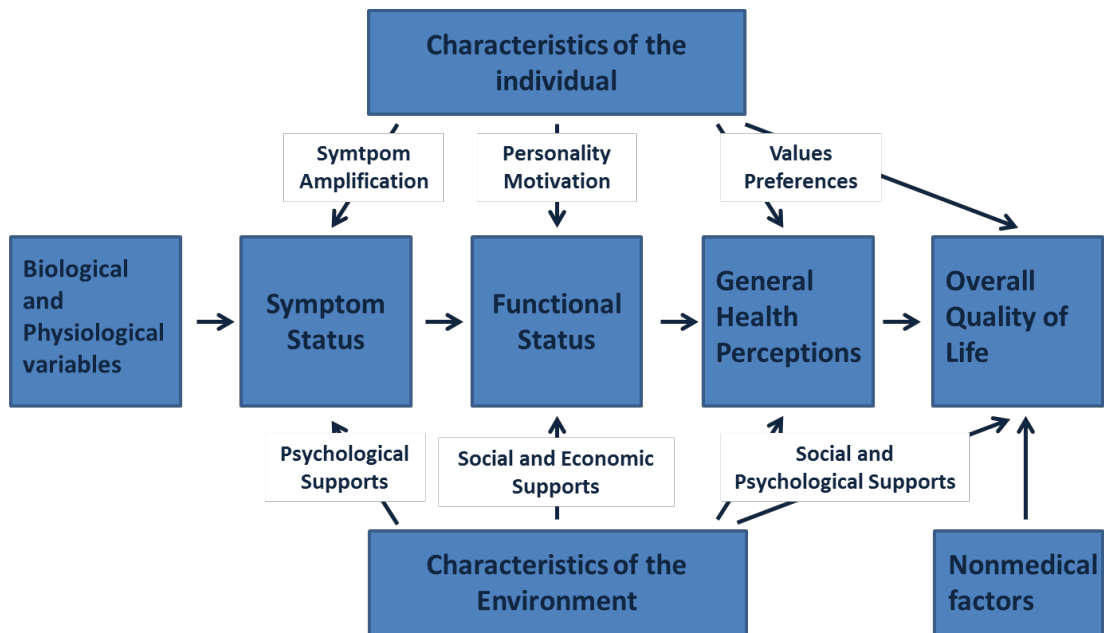 Characteristics of the
individual
Symtpom
Amplification
Personality
Motivation
Values
Preferences
Biological
and
Physiological
variables
Symptom
Status
Functional
Status
General
Health
Perceptions
Overall
Quality of
Life
Psychological
Supports
Social and Economic
Supports
Social and
Psychological Supports
Characteristics of the
Environment
Nonmedical
factors